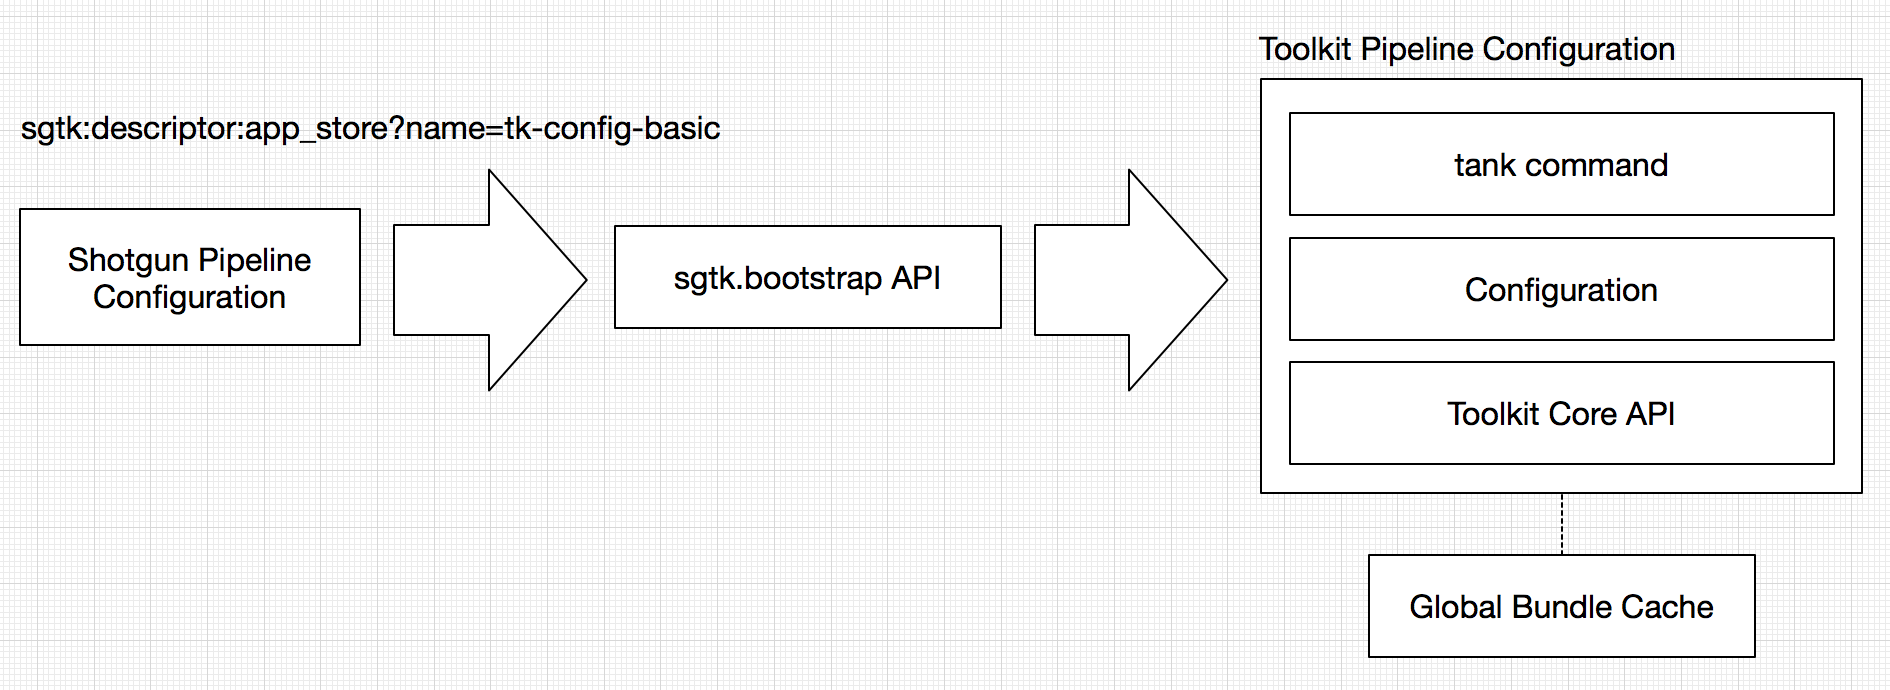 Toolkit Pipeline Configuration
sgtk:descriptor:app_store?name=tk-config-basic
Shotgun Pipeline
Configuration
sgtk.bootstrap API
tank command
Configuration
Toolkit Core API
Global Bundle Cache